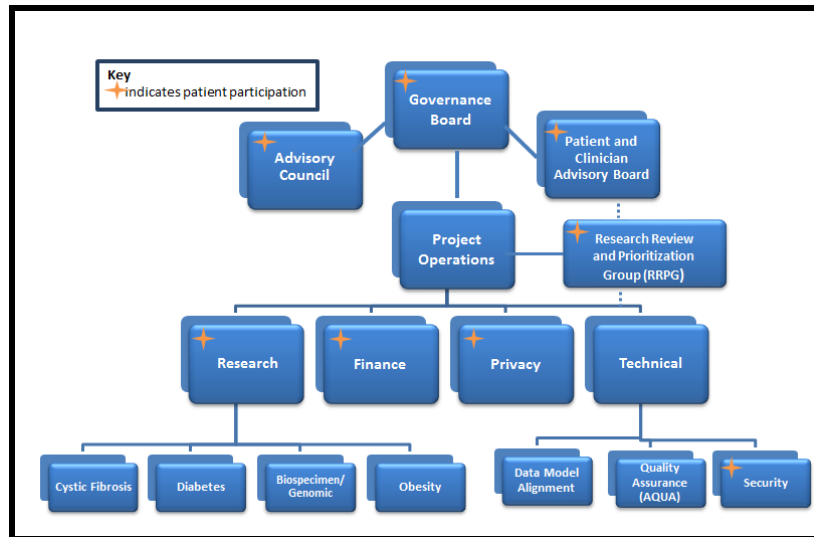 Key
indicates patient participation
Governance
Board
Advisory
Council
Patient and
Clinician
Advisory Board
Project
Operations
Research Review
and Prioritization
Group (RRPG)
Research
Finance
Privacy
Technical
Cystic Fibrosis
Diabetes
Biospecimen/
Genomic
Obesity
Data Model
Alignment
Quality
Assurance
(AQUA)
Security